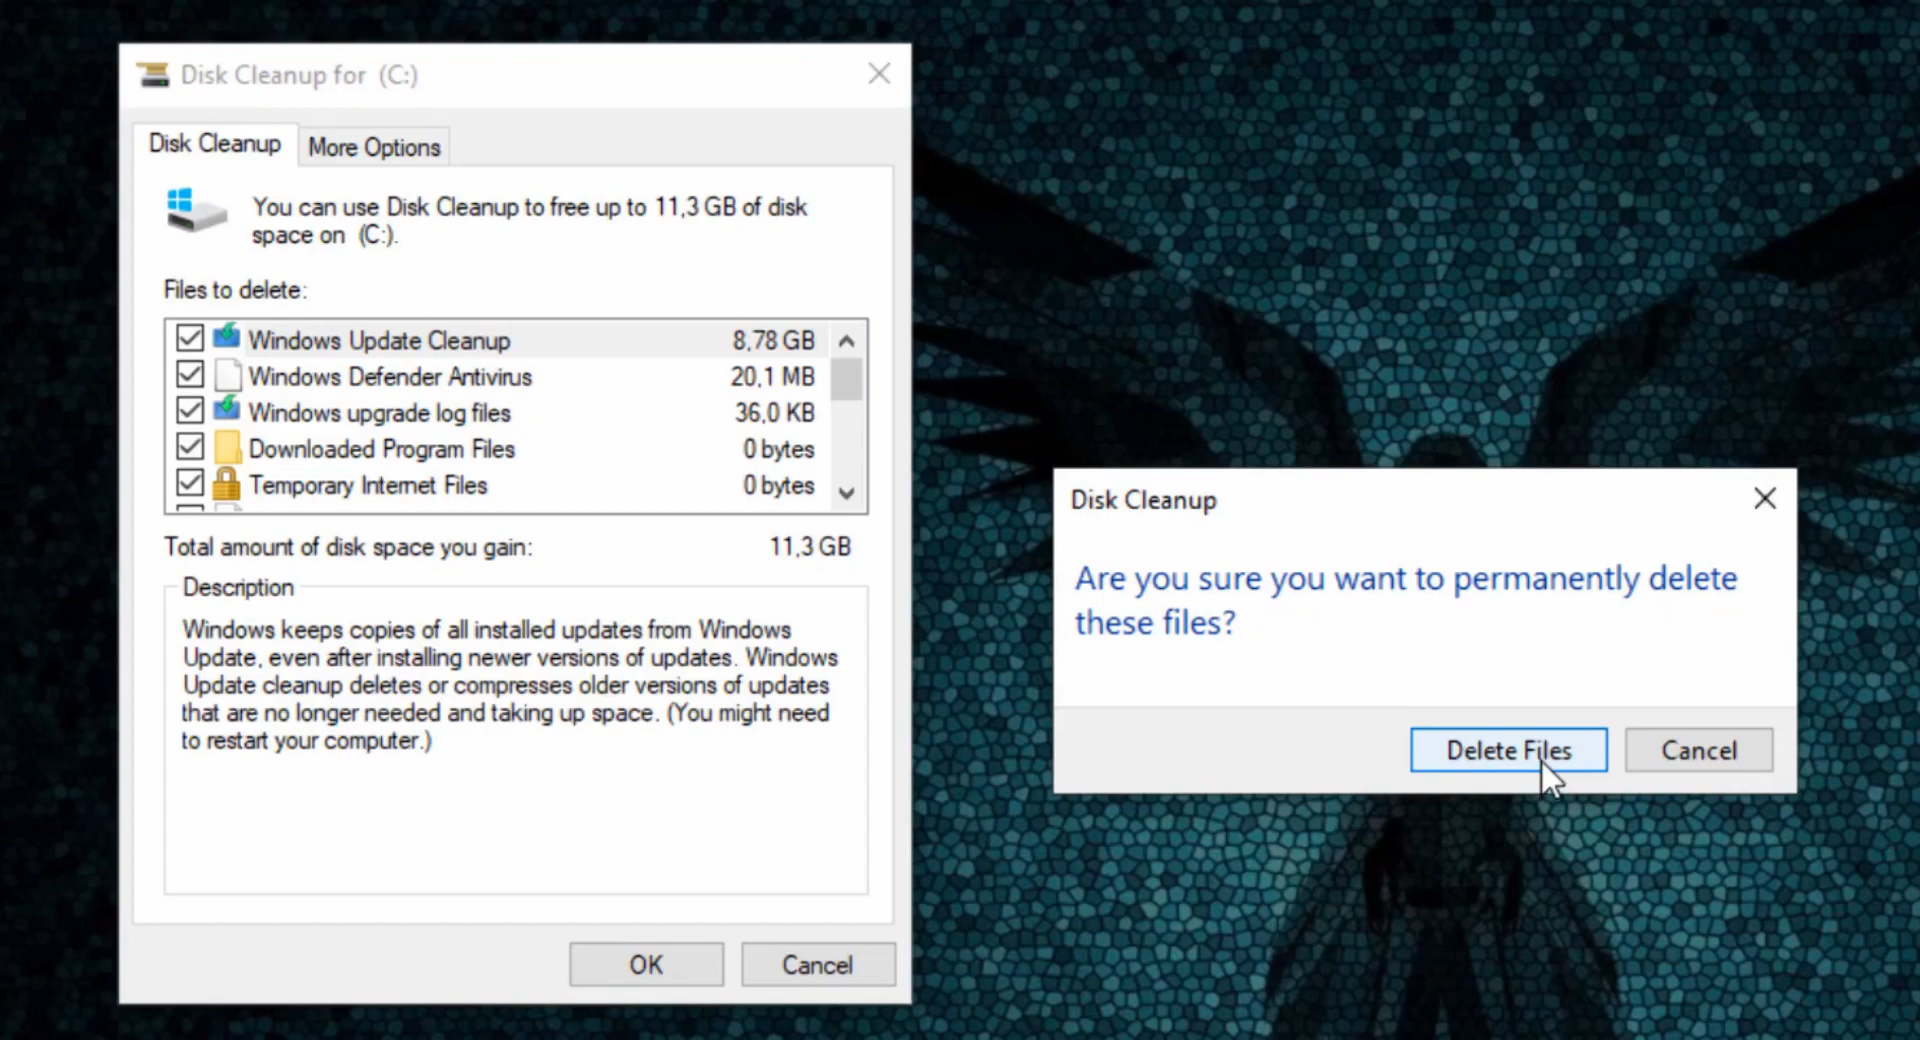 Disk Cleanup for (C:)
Disk Cleanup
More Options
You can use Disk Cleanup to free up to 11,3 GB of disk
space on (C:).
Files to delete:
Windows Update Cleanup 8,78 GB
Windows Defender Antivirus 20,1 MB
Windows upgrade log files 36,0 KB
Downloaded Program Files 0 bytes
Temporary Internet Files 0 bytes
Total amount of disk space you gain: 11,3 GB
Description
Windows keeps copies of all installed updates from Windows
Update, even after installing newer versions of updates. Windows
Update cleanup deletes or compresses older versions of updates
that are no longer needed and taking up space. (You might need
to restart your computer.)
OK
Cancel
Disk Cleanup
Are you sure you want to permanently delete
these files?
Delete Files
Cancel